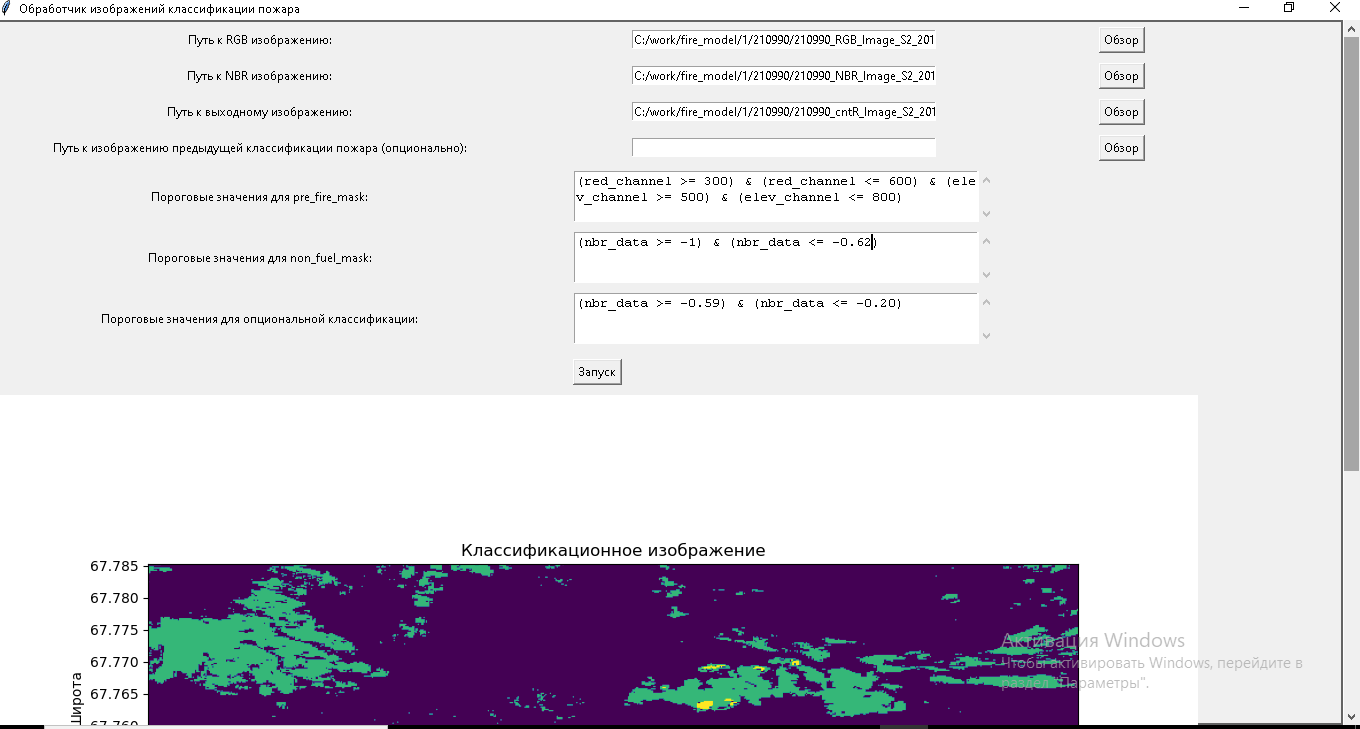 Обработчик изображений классификации пожара
Путь к RGB изображению: C:/work/fire_model/1/210990/210990_RGB_Image_S2_201 Обзор
Путь к NBR изображению: C:/work/fire_model/1/210990/210990_NBR_Image_S2_201 Обзор
Путь к выходному изображению: C:/work/fire_model/1/210990/210990_cntR_Image_S2_201 Обзор
Путь к изображению предыдущей классификации пожара (опционально): Обзор
Пороговые значения для pre_fire_mask:
(red_channel >= 300) & (red_channel <= 600) & (ele
v_channel >= 500) & (elev_channel <= 800)
Пороговые значения для non_fuel_mask:
(nbr_data >= -1) & (nbr_data <= -0.62)
Пороговые значения для опциональной классификации:
(nbr_data >= -0.59) & (nbr_data <= -0.20)
Запуск
Классификационное изображение
67.785
67.780
67.775
67.770
67.765
67.760
Широта
Активация Windows
Чтобы активировать Windows, перейдите в
раздел "Параметры".